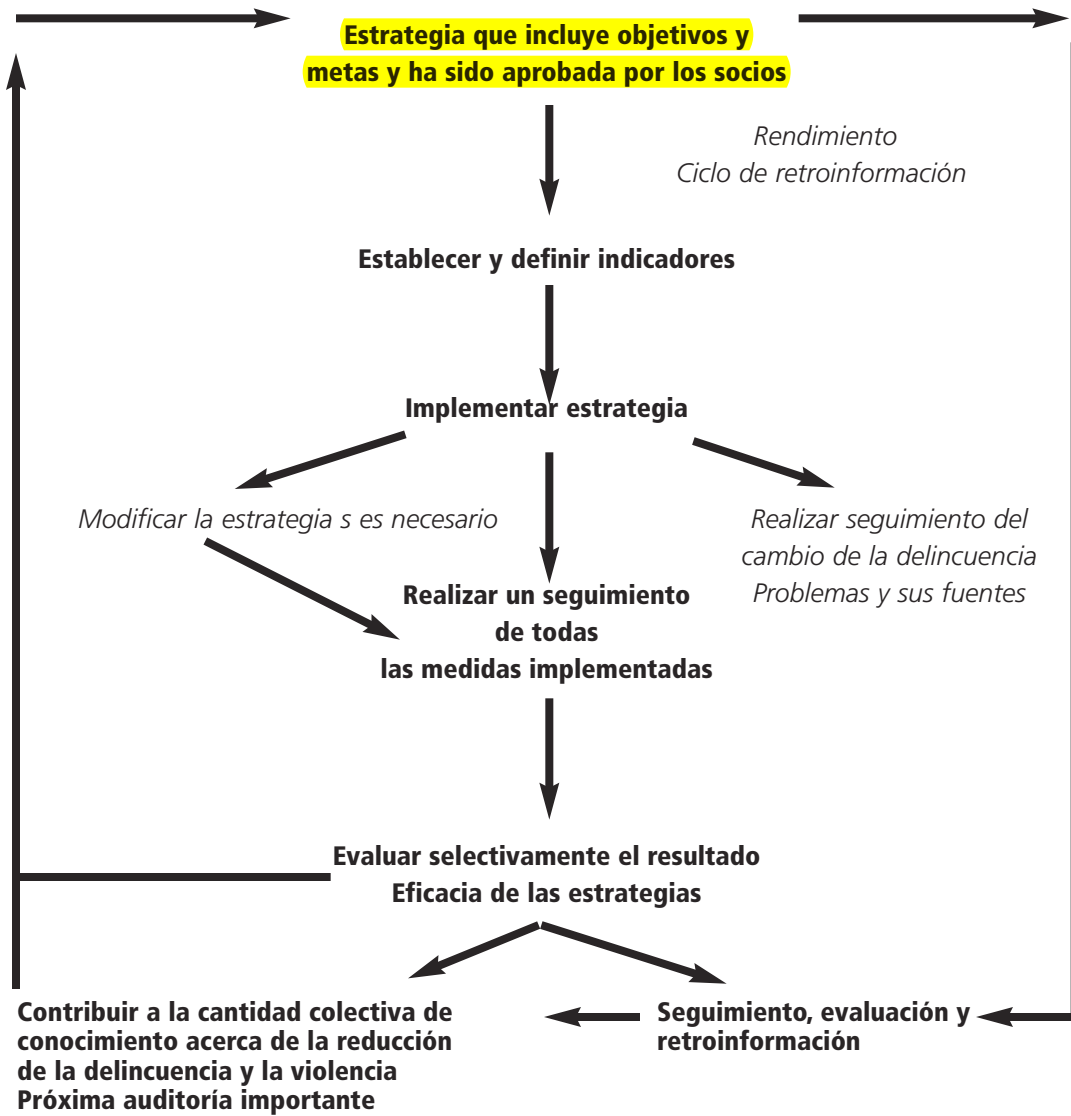 Estrategia que incluye objetivos y
metas y ha sido aprobada por los socios
Rendimiento
Ciclo de retroinformación
Establecer y definir indicadores
Implementar estrategia
Modificar la estrategia s es necesario
Realizar seguimiento del
cambio de la delincuencia
Problemas y sus fuentes
Realizar un seguimiento
de todas
las medidas implementadas
Evaluar selectivamente el resultado
Eficacia de las estrategias
Contribuir a la cantidad colectiva de
conocimiento acerca de la reducción
de la delincuencia y la violencia
Próxima auditoría importante
Seguimiento, evaluación y
retroinformación